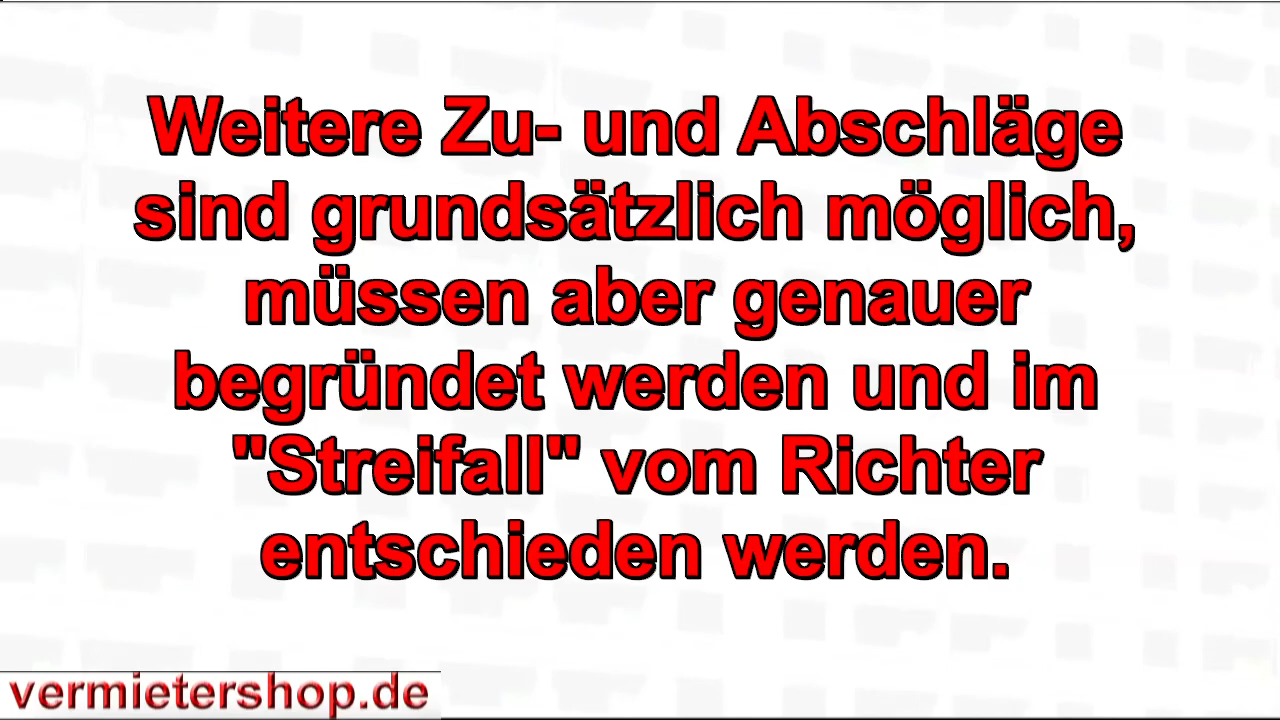 Weitere Zu- und Abschläge
sind grundsätzlich möglich,
müssen aber genauer
begründet werden und im
"Streifall" vom Richter
entschieden werden.
vermietershop.de